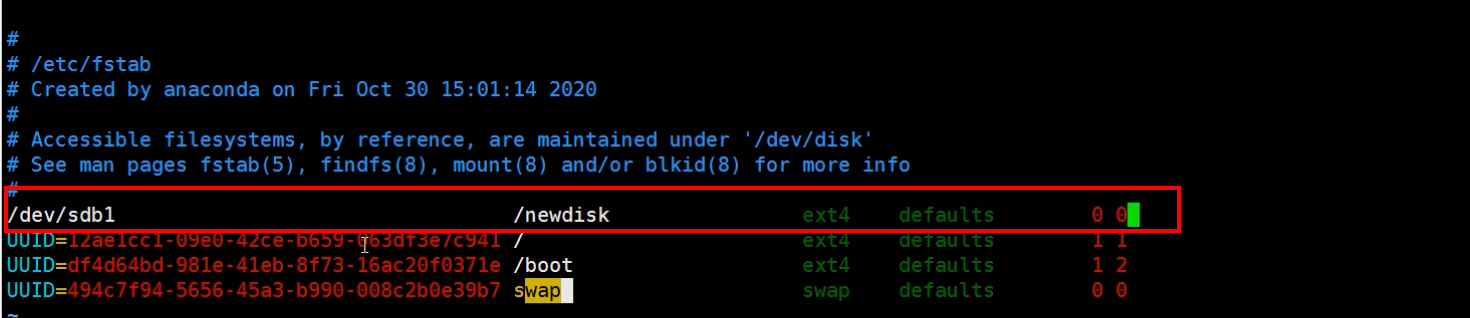 #
# /etc/fstab
# Created by anaconda on Fri Oct 30 15:01:14 2020
#
# Accessible filesystems, by reference, are maintained under '/dev/disk'
# See man pages fstab(5), findfs(8), mount(8) and/or blkid(8) for more info
#
/dev/sdb1 /newdisk ext4 defaults 0 0
UUID=12ae1cc1-09e0-42ce-b659-063df3e7c941 / ext4 defaults 1 1
UUID=df4d64bd-981e-41eb-8f73-16ac20f0371e /boot ext4 defaults 1 2
UUID=494c7f94-5656-45a3-b990-008c2b0e39b7 swap swap defaults 0 0
~